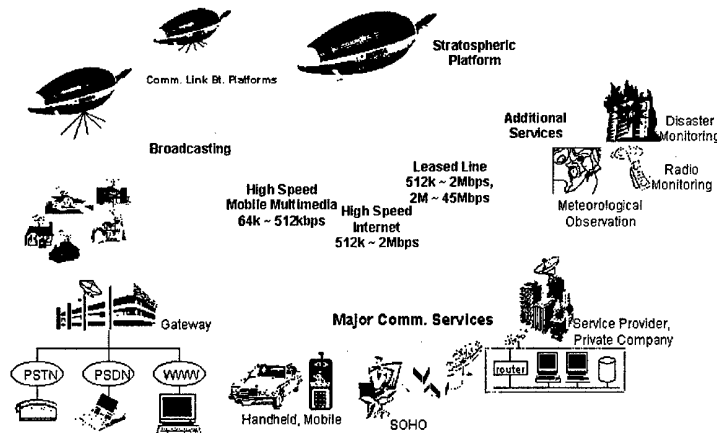 Stratospheric
Platform
Comm. Link Bt. Platforms
Additional
Services
Disaster
Monitoring
Broadcasting
Radio
Monitoring
Leased Line
512k ~ 2Mbps,
2M ~ 45Mbps
High Speed
Mobile Multimedia
64k ~ 512kbps
High Speed
Internet
512k ~ 2Mbps
Meteorological
Observation
Gateway
Major Comm. Services
Service Provider,
Private Company
PSTN
PSDN
WWW
router
Handheld, Mobile
SOHO